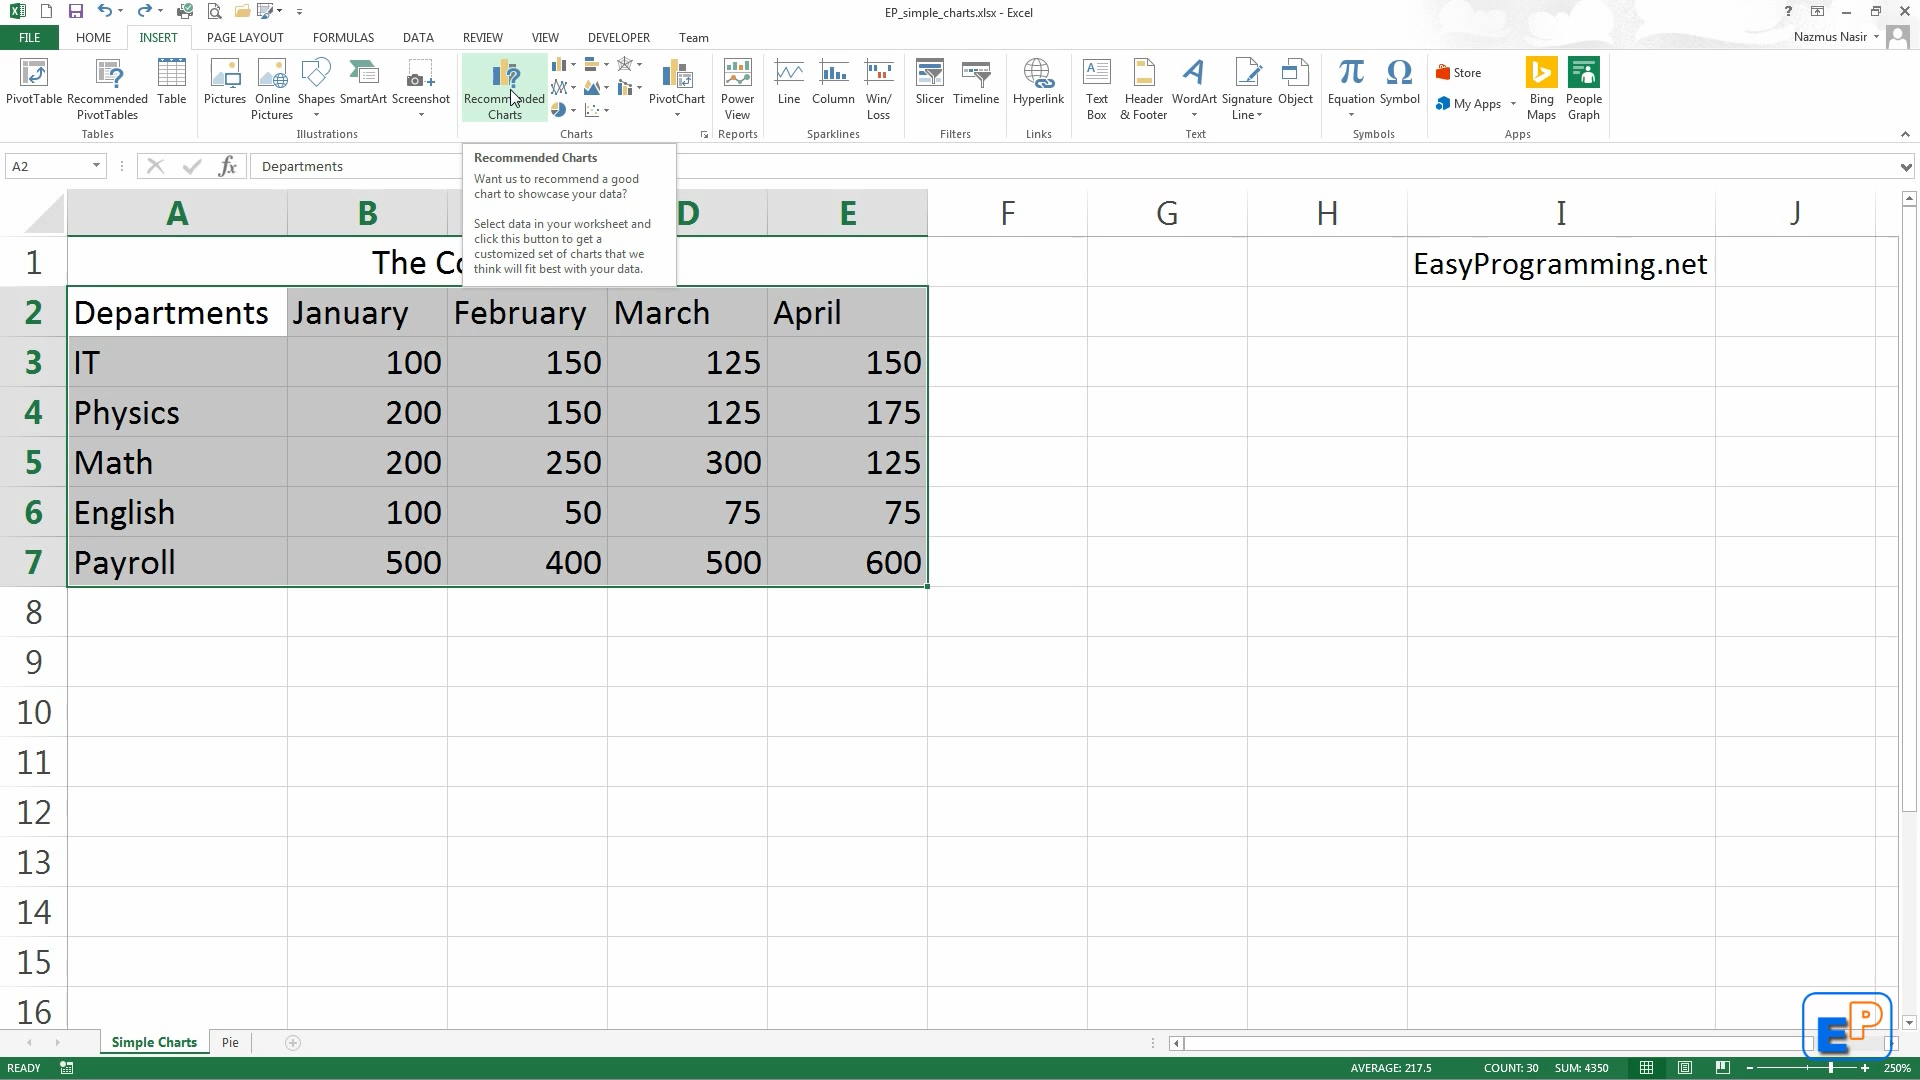 EP_simple_charts.xlsx - Excel
?
FILE HOME INSERT PAGE LAYOUT FORMULAS DATA REVIEW VIEW DEVELOPER Team Nazmus Nasir
PivotTable
Recommended
PivotTables
Table
Tables
Pictures
Online
Pictures
Shapes
SmartArt
Screenshot
Illustrations
Recommended
Charts
PivotChart
Charts
Power
View
Reports
Line
Column
Win/
Loss
Sparklines
Slicer
Timeline
Filters
Hyperlink
Links
Text
Box
Header
& Footer
WordArt
Signature
Line
Object
Text
Equation
Symbol
Symbols
Store
My Apps
Bing
Maps
People
Graph
Apps
A2 fx Departments
Recommended Charts
Want us to recommend a good
chart to showcase your data?
Select data in your worksheet and
click this button to get a
customized set of charts that we
think will fit best with your data.
A B D E F G H I J
1 The Co EasyProgramming.net
2 Departments January February March April
3 IT 100 150 125 150
4 Physics 200 150 125 175
5 Math 200 250 300 125
6 English 100 50 75 75
7 Payroll 500 400 500 600
8
9
10
11
12
13
14
15
16
EP
Simple Charts Pie
READY AVERAGE: 217.5 COUNT: 30 SUM: 4350 250%